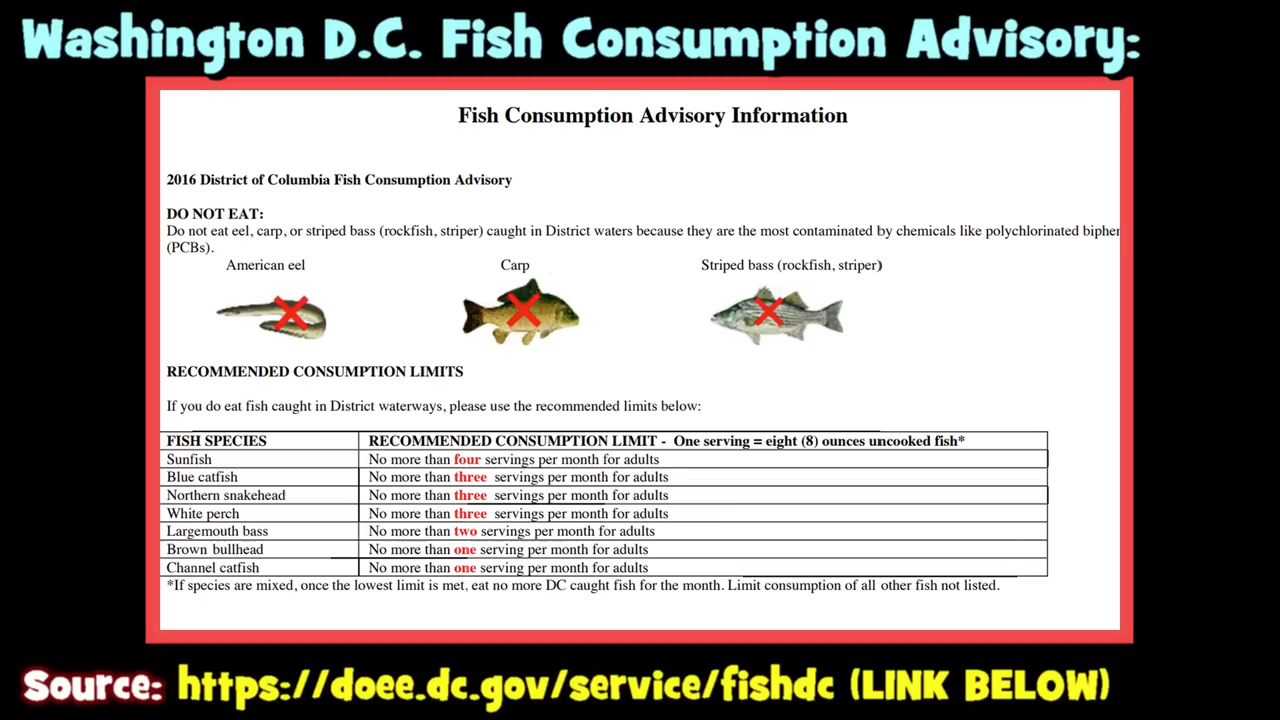 Washington D.C. Fish Consumption Advisory:
Fish Consumption Advisory Information
2016 District of Columbia Fish Consumption Advisory
DO NOT EAT:
Do not eat eel, carp, or striped bass (rockfish, striper) caught in District waters because they are the most contaminated by chemicals like polychlorinated biphen
(PCBs).
American eel Carp Striped bass (rockfish, striper)
RECOMMENDED CONSUMPTION LIMITS
If you do eat fish caught in District waterways, please use the recommended limits below:
FISH SPECIES RECOMMENDED CONSUMPTION LIMIT - One serving = eight (8) ounces uncooked fish*
Sunfish No more than four servings per month for adults
Blue catfish No more than three servings per month for adults
Northern snakehead No more than three servings per month for adults
White perch No more than three servings per month for adults
Largemouth bass No more than two servings per month for adults
Brown bullhead No more than one serving per month for adults
Channel catfish No more than one serving per month for adults
*If species are mixed, once the lowest limit is met, eat no more DC caught fish for the month. Limit consumption of all other fish not listed.
Source: https://doee.dc.gov/service/fishdc (LINK BELOW)